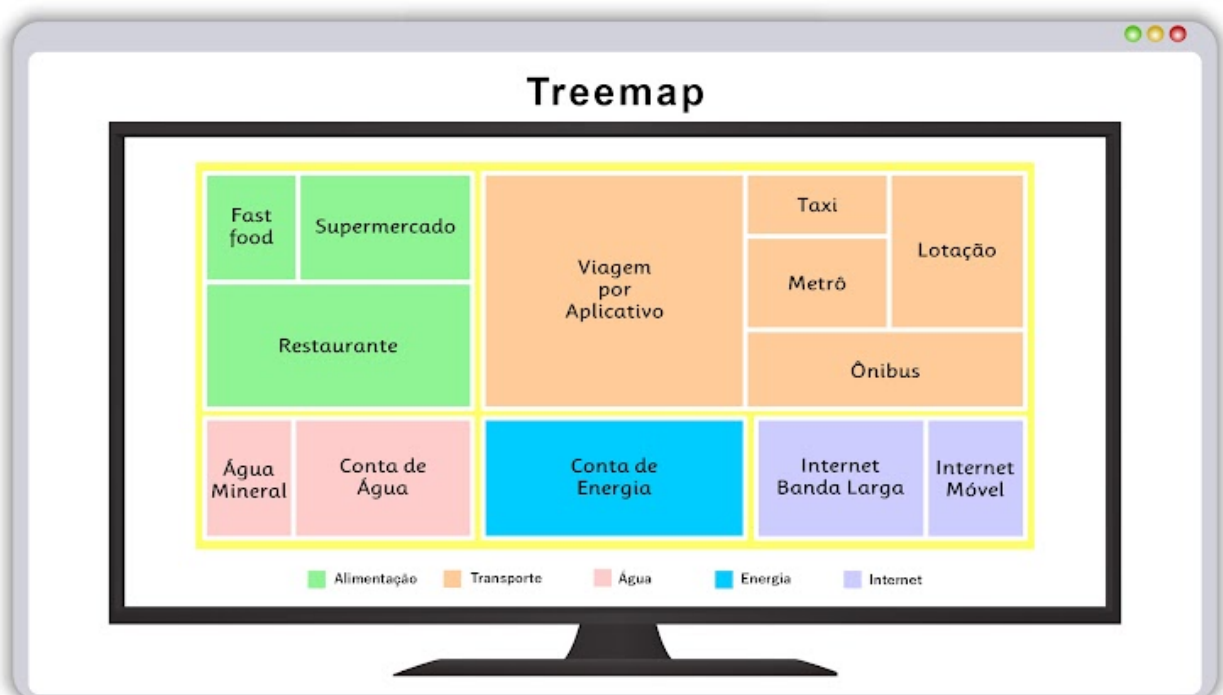 Treemap
Fast
food
Supermercado
Restaurante
Viagem
por
Aplicativo
Taxi
Metrô
Lotação
Ônibus
Água
Mineral
Conta de
Água
Conta de
Energia
Internet
Banda Larga
Internet
Móvel
Alimentação
Transporte
Água
Energia
Internet